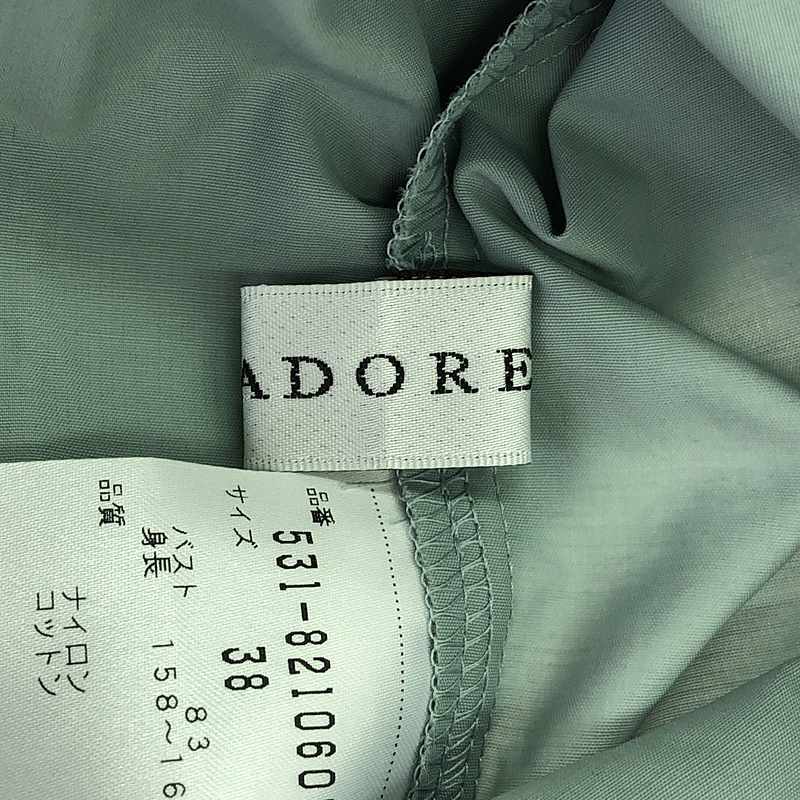 ADORE
品番 531-821060
サイズ 38
バスト 83
身長 158~16
品質
ナイロン
コットン